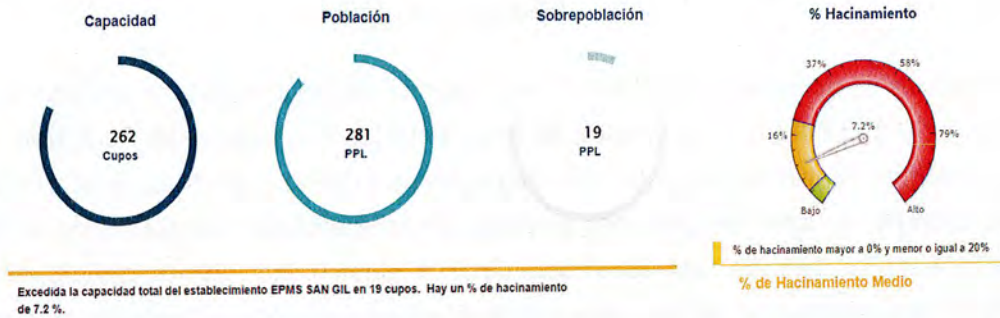 Capacidad
Población
Sobrepoblación
% Hacinamiento
262
Cupos
281
PPL
19
PPL
37%
58%
16%
7.2%
79%
Bajo
Alto
% de hacinamiento mayor a 0% y menor o igual a 20%
% de Hacinamiento Medio
Excedida la capacidad total del establecimiento EPMS SAN GIL en 19 cupos. Hay un % de hacinamiento
de 7.2 %.